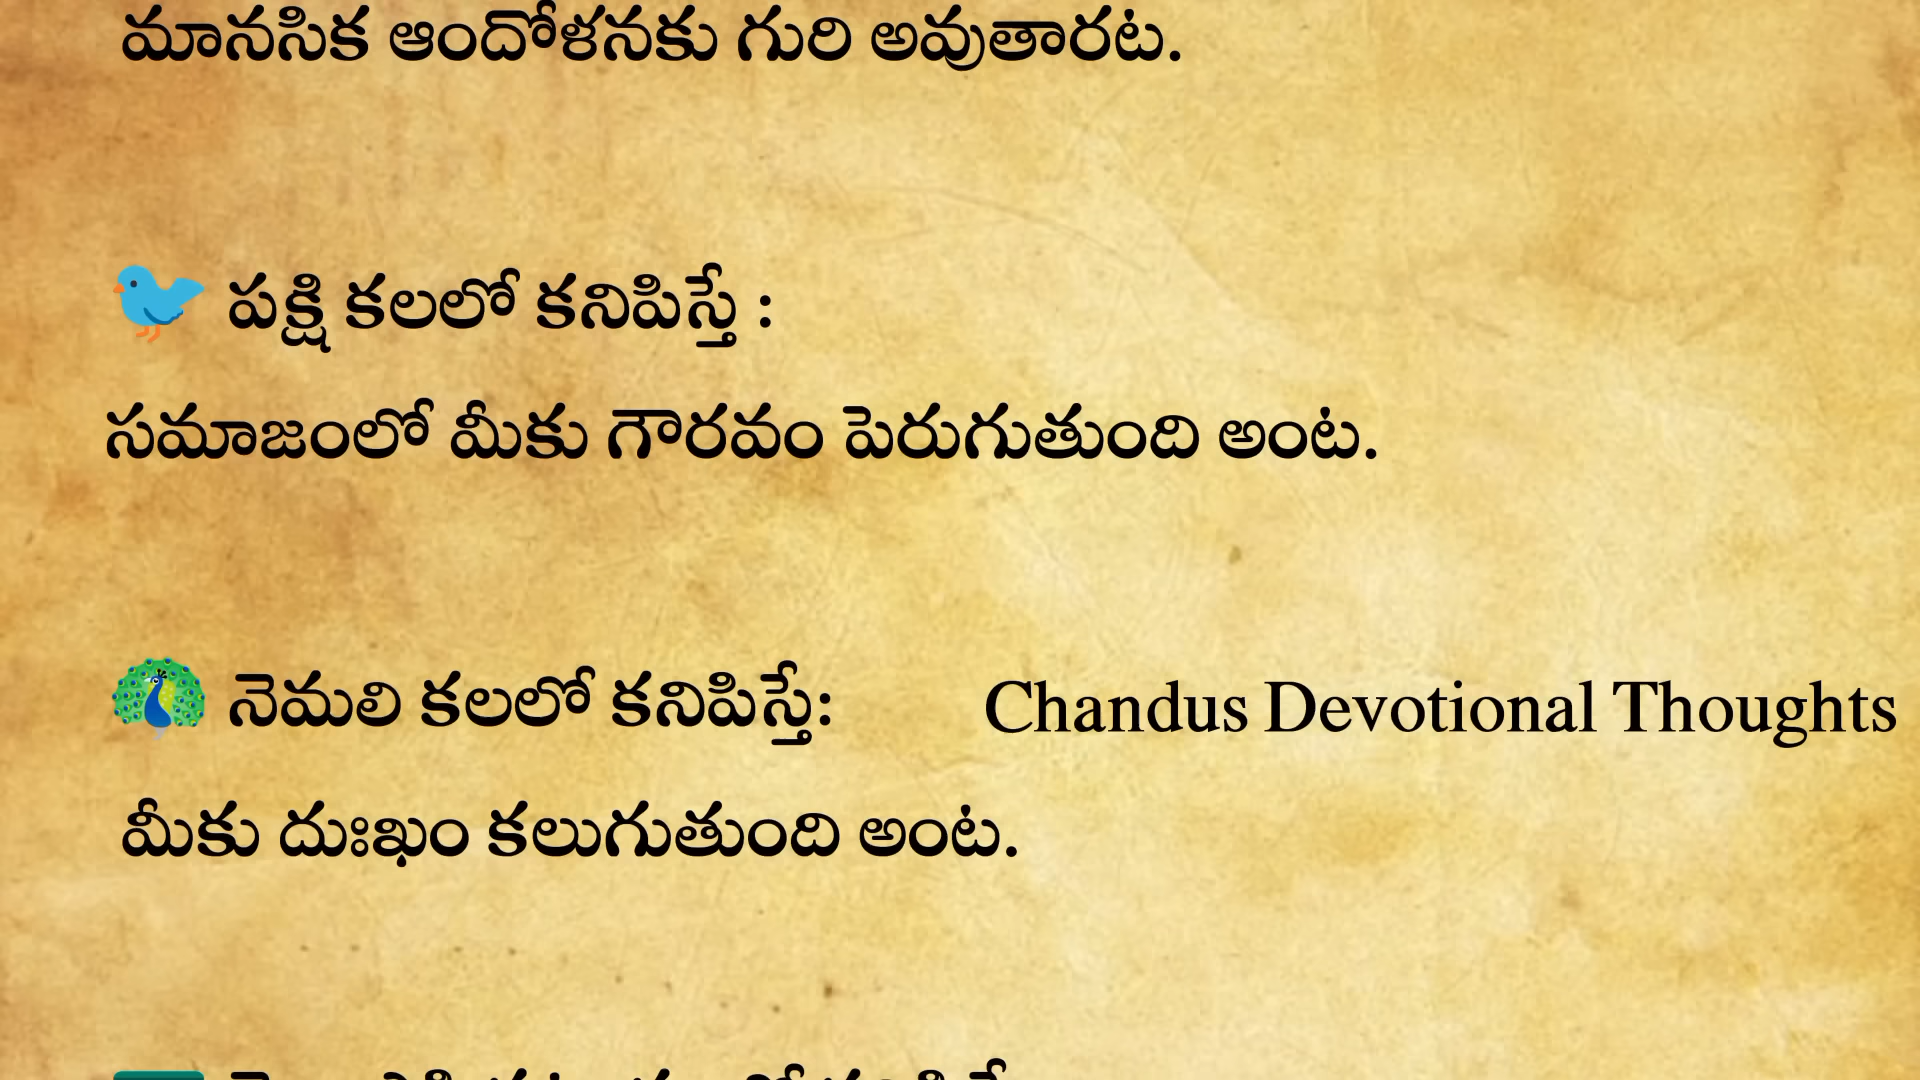 మానసిక ఆందోళనకు గురి అవుతారట.
🐦 పక్షి కలలో కనిపిస్తే :
సమాజంలో మీకు గౌరవం పెరుగుతుంది అంట.
🦚 నెమలి కలలో కనిపిస్తే:
Chandus Devotional Thoughts
మీకు దుఃఖం కలుగుతుంది అంట.